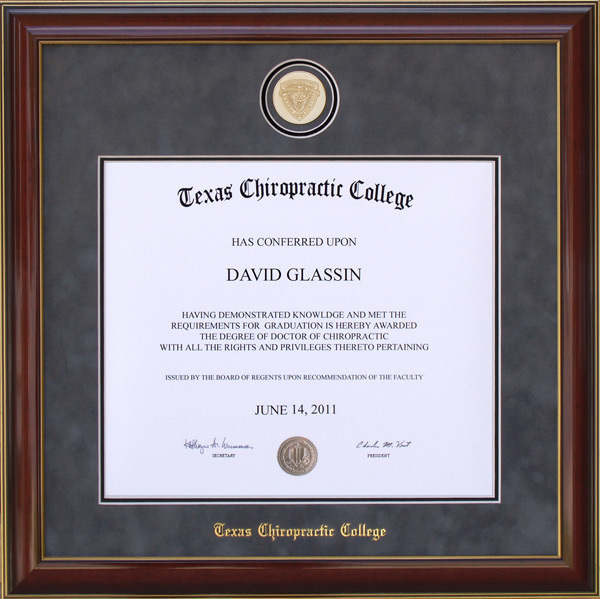 Texas Chiropractic College
HAS CONFERRED UPON
DAVID GLASSIN
HAVING DEMONSTRATED KNOWLDGE AND MET THE
REQUIREMENTS FOR GRADUATION IS HEREBY AWARDED
THE DEGREE OF DOCTOR OF CHIROPRACTIC
WITH ALL THE RIGHTS AND PRIVILEGES THERETO PERTAINING
ISSUED BY THE BOARD OF REGENTS UPON RECOMMENDATION OF THE FACULTY
JUNE 14, 2011
SECRETARY
PRESIDENT
Texas Chiropractic College